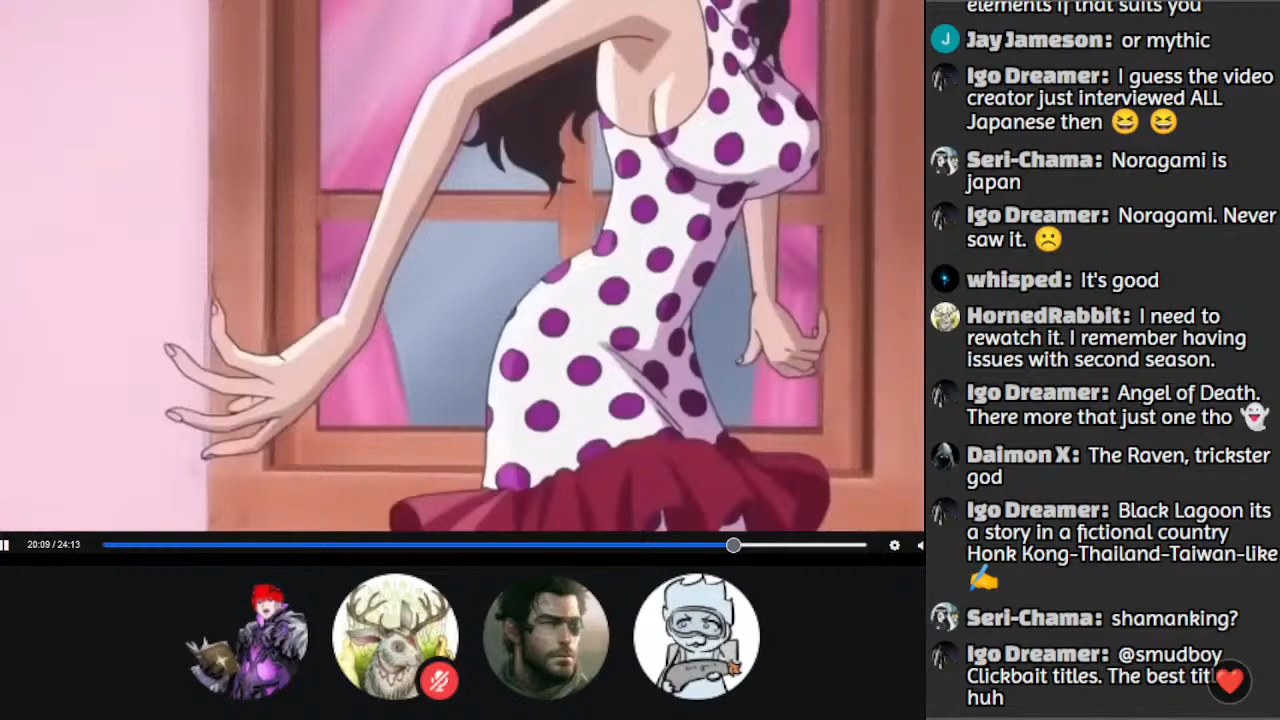 elements if that suits you
Jay Jameson: or mythic
Igo Dreamer: I guess the video
creator just interviewed ALL
Japanese then 😆 😆
Seri-Chama: Noragami is
japan
Igo Dreamer: Noragami. Never
saw it. ☹️
whisped: It's good
HornedRabbit: I need to
rewatch it. I remember having
issues with second season.
Igo Dreamer: Angel of Death.
There more that just one tho 👻
Daimon X: The Raven, trickster
god
Igo Dreamer: Black Lagoon its
a story in a fictional country
Honk Kong-Thailand-Taiwan-like
✍️
Seri-Chama: shamanking?
Igo Dreamer: @smudboy
Clickbait titles. The best
huh
20:09 / 24:13
J